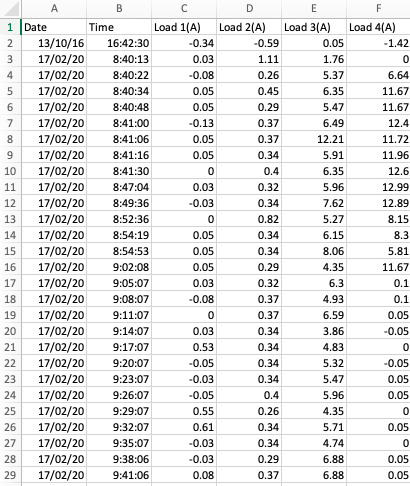 A B C D E F
1 Date Time Load 1(A) Load 2(A) Load 3(A) Load 4(A)
2 13/10/16 16:42:30 -0.34 -0.59 0.05 -1.42
3 17/02/20 8:40:13 0.03 1.11 1.76 0
4 17/02/20 8:40:22 -0.08 0.26 5.37 6.64
5 17/02/20 8:40:34 0.05 0.45 6.35 11.67
6 17/02/20 8:40:48 0.05 0.29 5.47 11.67
7 17/02/20 8:41:00 -0.13 0.37 6.49 12.4
8 17/02/20 8:41:06 0.05 0.37 12.21 11.72
9 17/02/20 8:41:16 0.05 0.34 5.91 11.96
10 17/02/20 8:41:30 0 0.4 6.35 12.6
11 17/02/20 8:47:04 0.03 0.32 5.96 12.99
12 17/02/20 8:49:36 -0.03 0.34 7.62 12.89
13 17/02/20 8:52:36 0 0.82 5.27 8.15
14 17/02/20 8:54:19 0.05 0.34 6.15 8.3
15 17/02/20 8:54:53 0.05 0.34 8.06 5.81
16 17/02/20 9:02:08 0.05 0.29 4.35 11.67
17 17/02/20 9:05:07 0.03 0.32 6.3 0.1
18 17/02/20 9:08:07 -0.08 0.37 4.93 0.1
19 17/02/20 9:11:07 0 0.37 6.59 0.05
20 17/02/20 9:14:07 0.03 0.34 3.86 -0.05
21 17/02/20 9:17:07 0.53 0.34 4.83 0
22 17/02/20 9:20:07 -0.05 0.34 5.32 -0.05
23 17/02/20 9:23:07 -0.03 0.34 5.47 0.05
24 17/02/20 9:26:07 -0.05 0.4 5.96 0.05
25 17/02/20 9:29:07 0.55 0.26 4.35 0
26 17/02/20 9:32:07 0.61 0.34 5.71 0.05
27 17/02/20 9:35:07 -0.03 0.34 4.74 0
28 17/02/20 9:38:06 -0.03 0.29 6.88 0.05
29 17/02/20 9:41:06 0.08 0.37 6.88 0.05